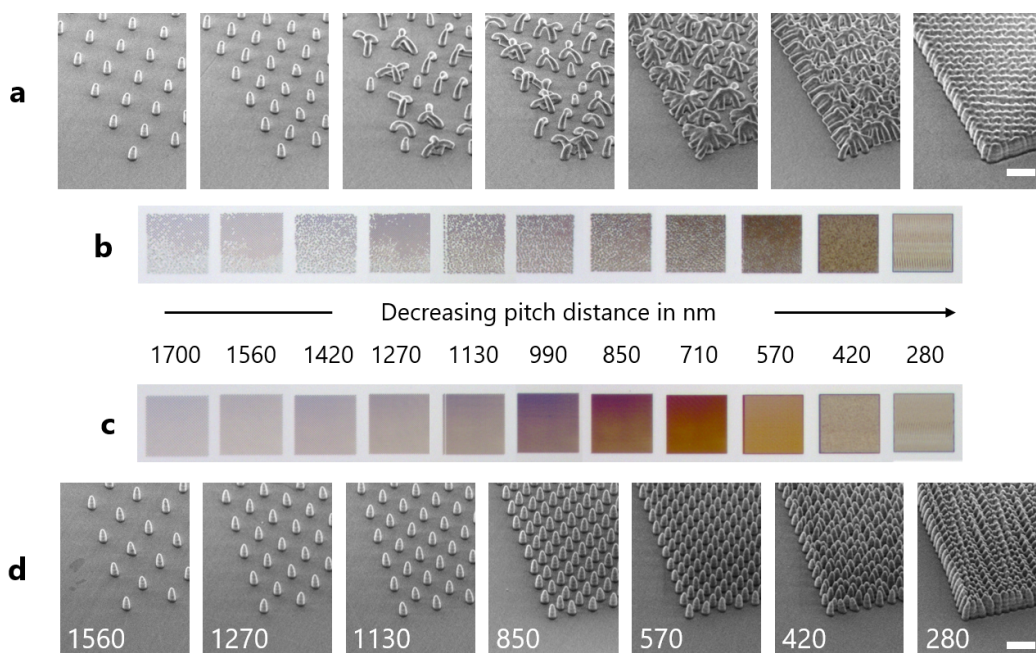 a
b
Decreasing pitch distance in nm
1700 1560 1420 1270 1130 990 850 710 570 420 280
c
d
1560 1270 1130 850 570 420 280